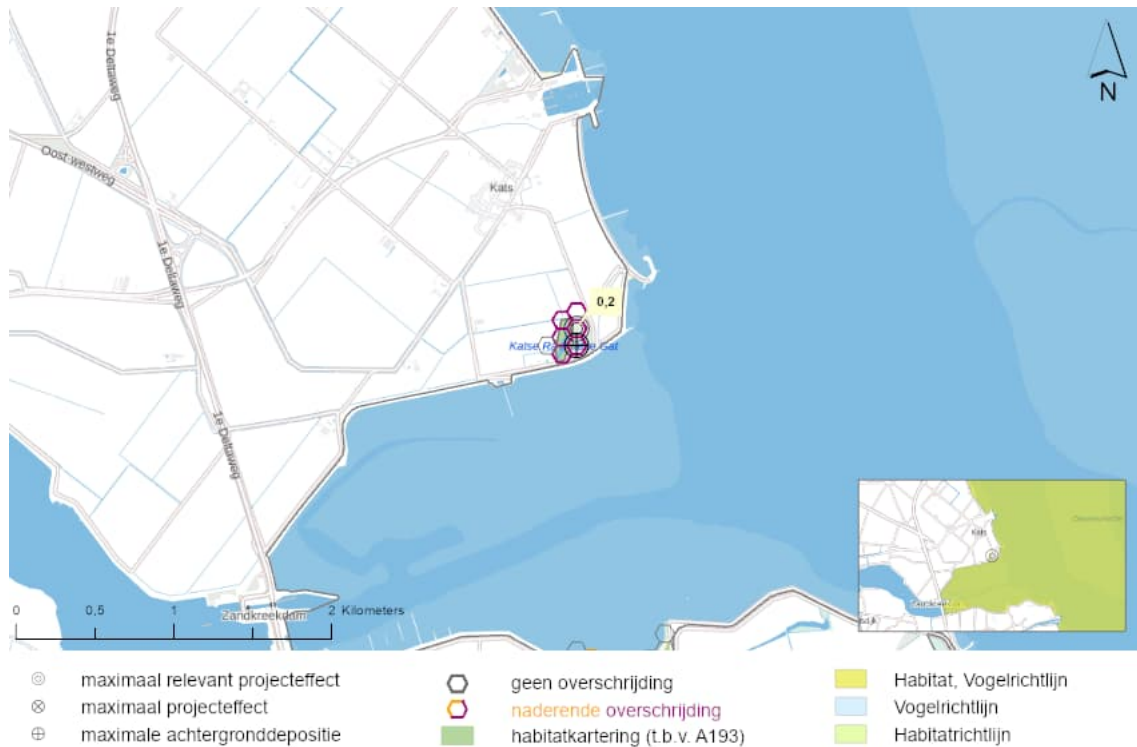 1e Deltaweg
N
Oost westweg
Kats
1e Deltaweg
0,2
Gat
1e Deltaweg
Kats
0 0,5 1 2 Kilometers
Zandkreekdam
maximaal relevant projecteffect
maximaal projecteffect
maximale achtergronddepositie
geen overschrijding
naderende overschrijding
habitatkartering (t.b.v. A193)
Habitat, Vogelrichtlijn
Vogelrichtlijn
Habitatrichtlijn